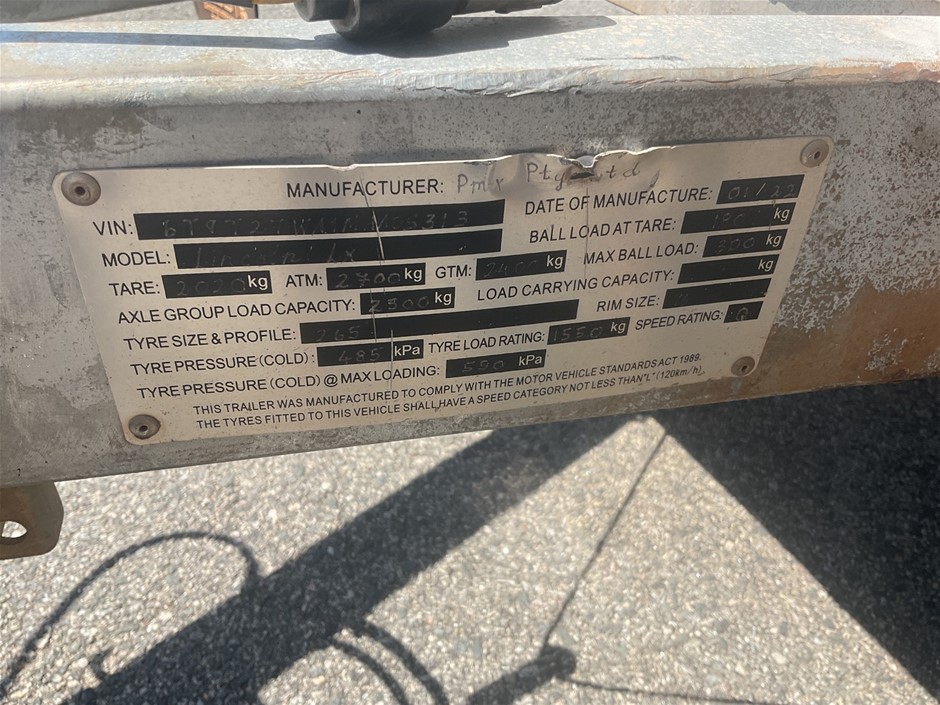 MANUFACTURER: Pty Ltd
DATE OF MANUFACTURE: 01/22
VIN:
BALL LOAD AT TARE: kg
MODEL:
MAX BALL LOAD: 300 kg
TARE: 2020 kg ATM: 2700 kg GTM: 2400 kg
LOAD CARRYING CAPACITY: kg
AXLE GROUP LOAD CAPACITY: kg
RIM SIZE:
TYRE SIZE & PROFILE: 265
TYRE PRESSURE (COLD): 485 kPa TYRE LOAD RATING: 1550 kg SPEED RATING:
TYRE PRESSURE (COLD) @ MAX LOADING: kPa
THIS TRAILER WAS MANUFACTURED TO COMPLY WITH THE MOTOR VEHICLE STANDARDS ACT 1989.
THE TYRES FITTED TO THIS VEHICLE SHALL HAVE A SPEED CATEGORY NOT LESS THAN "L" (120km/h)